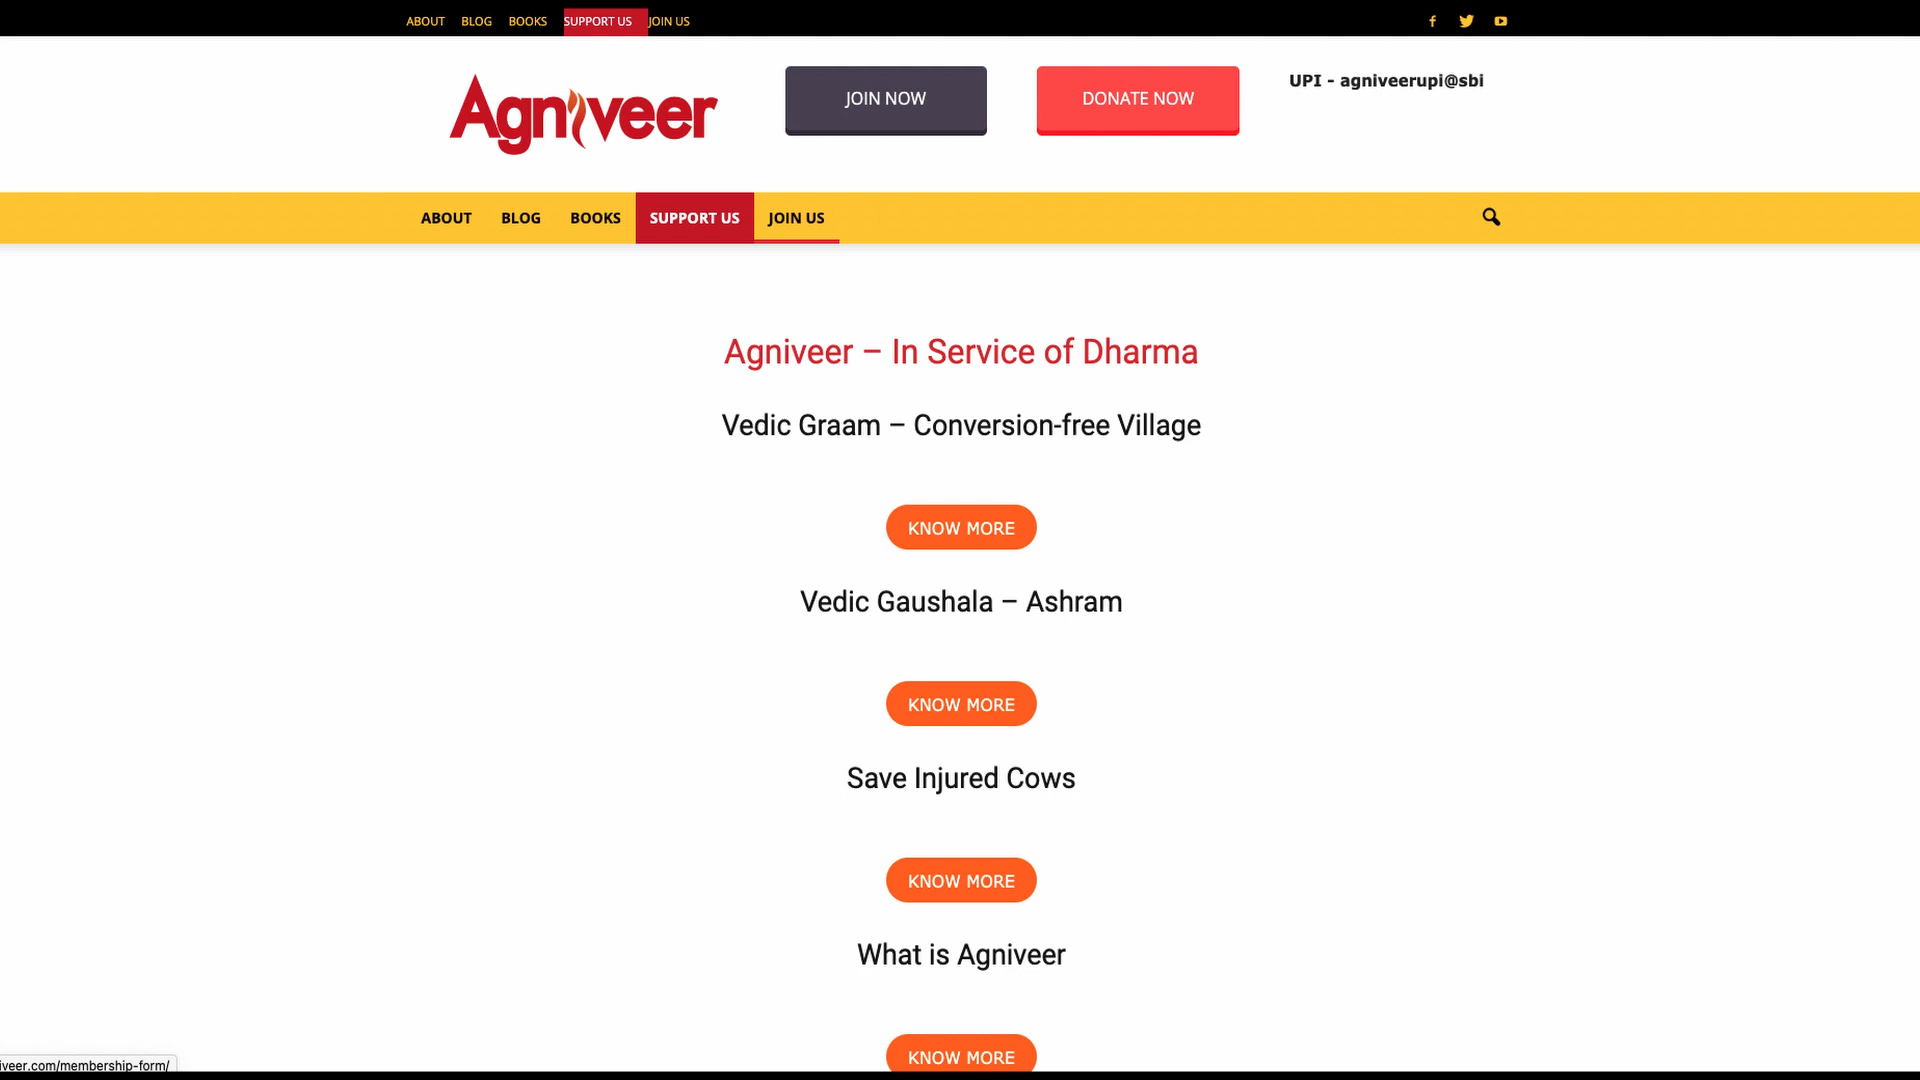 ABOUT BLOG BOOKS SUPPORT US JOIN US
Agniveer
JOIN NOW
DONATE NOW
UPI - agniveerupi@sbi
ABOUT BLOG BOOKS SUPPORT US JOIN US
Agniveer – In Service of Dharma
Vedic Graam – Conversion-free Village
KNOW MORE
Vedic Gaushala – Ashram
KNOW MORE
Save Injured Cows
KNOW MORE
What is Agniveer
KNOW MORE
iveer.com/membership-form/